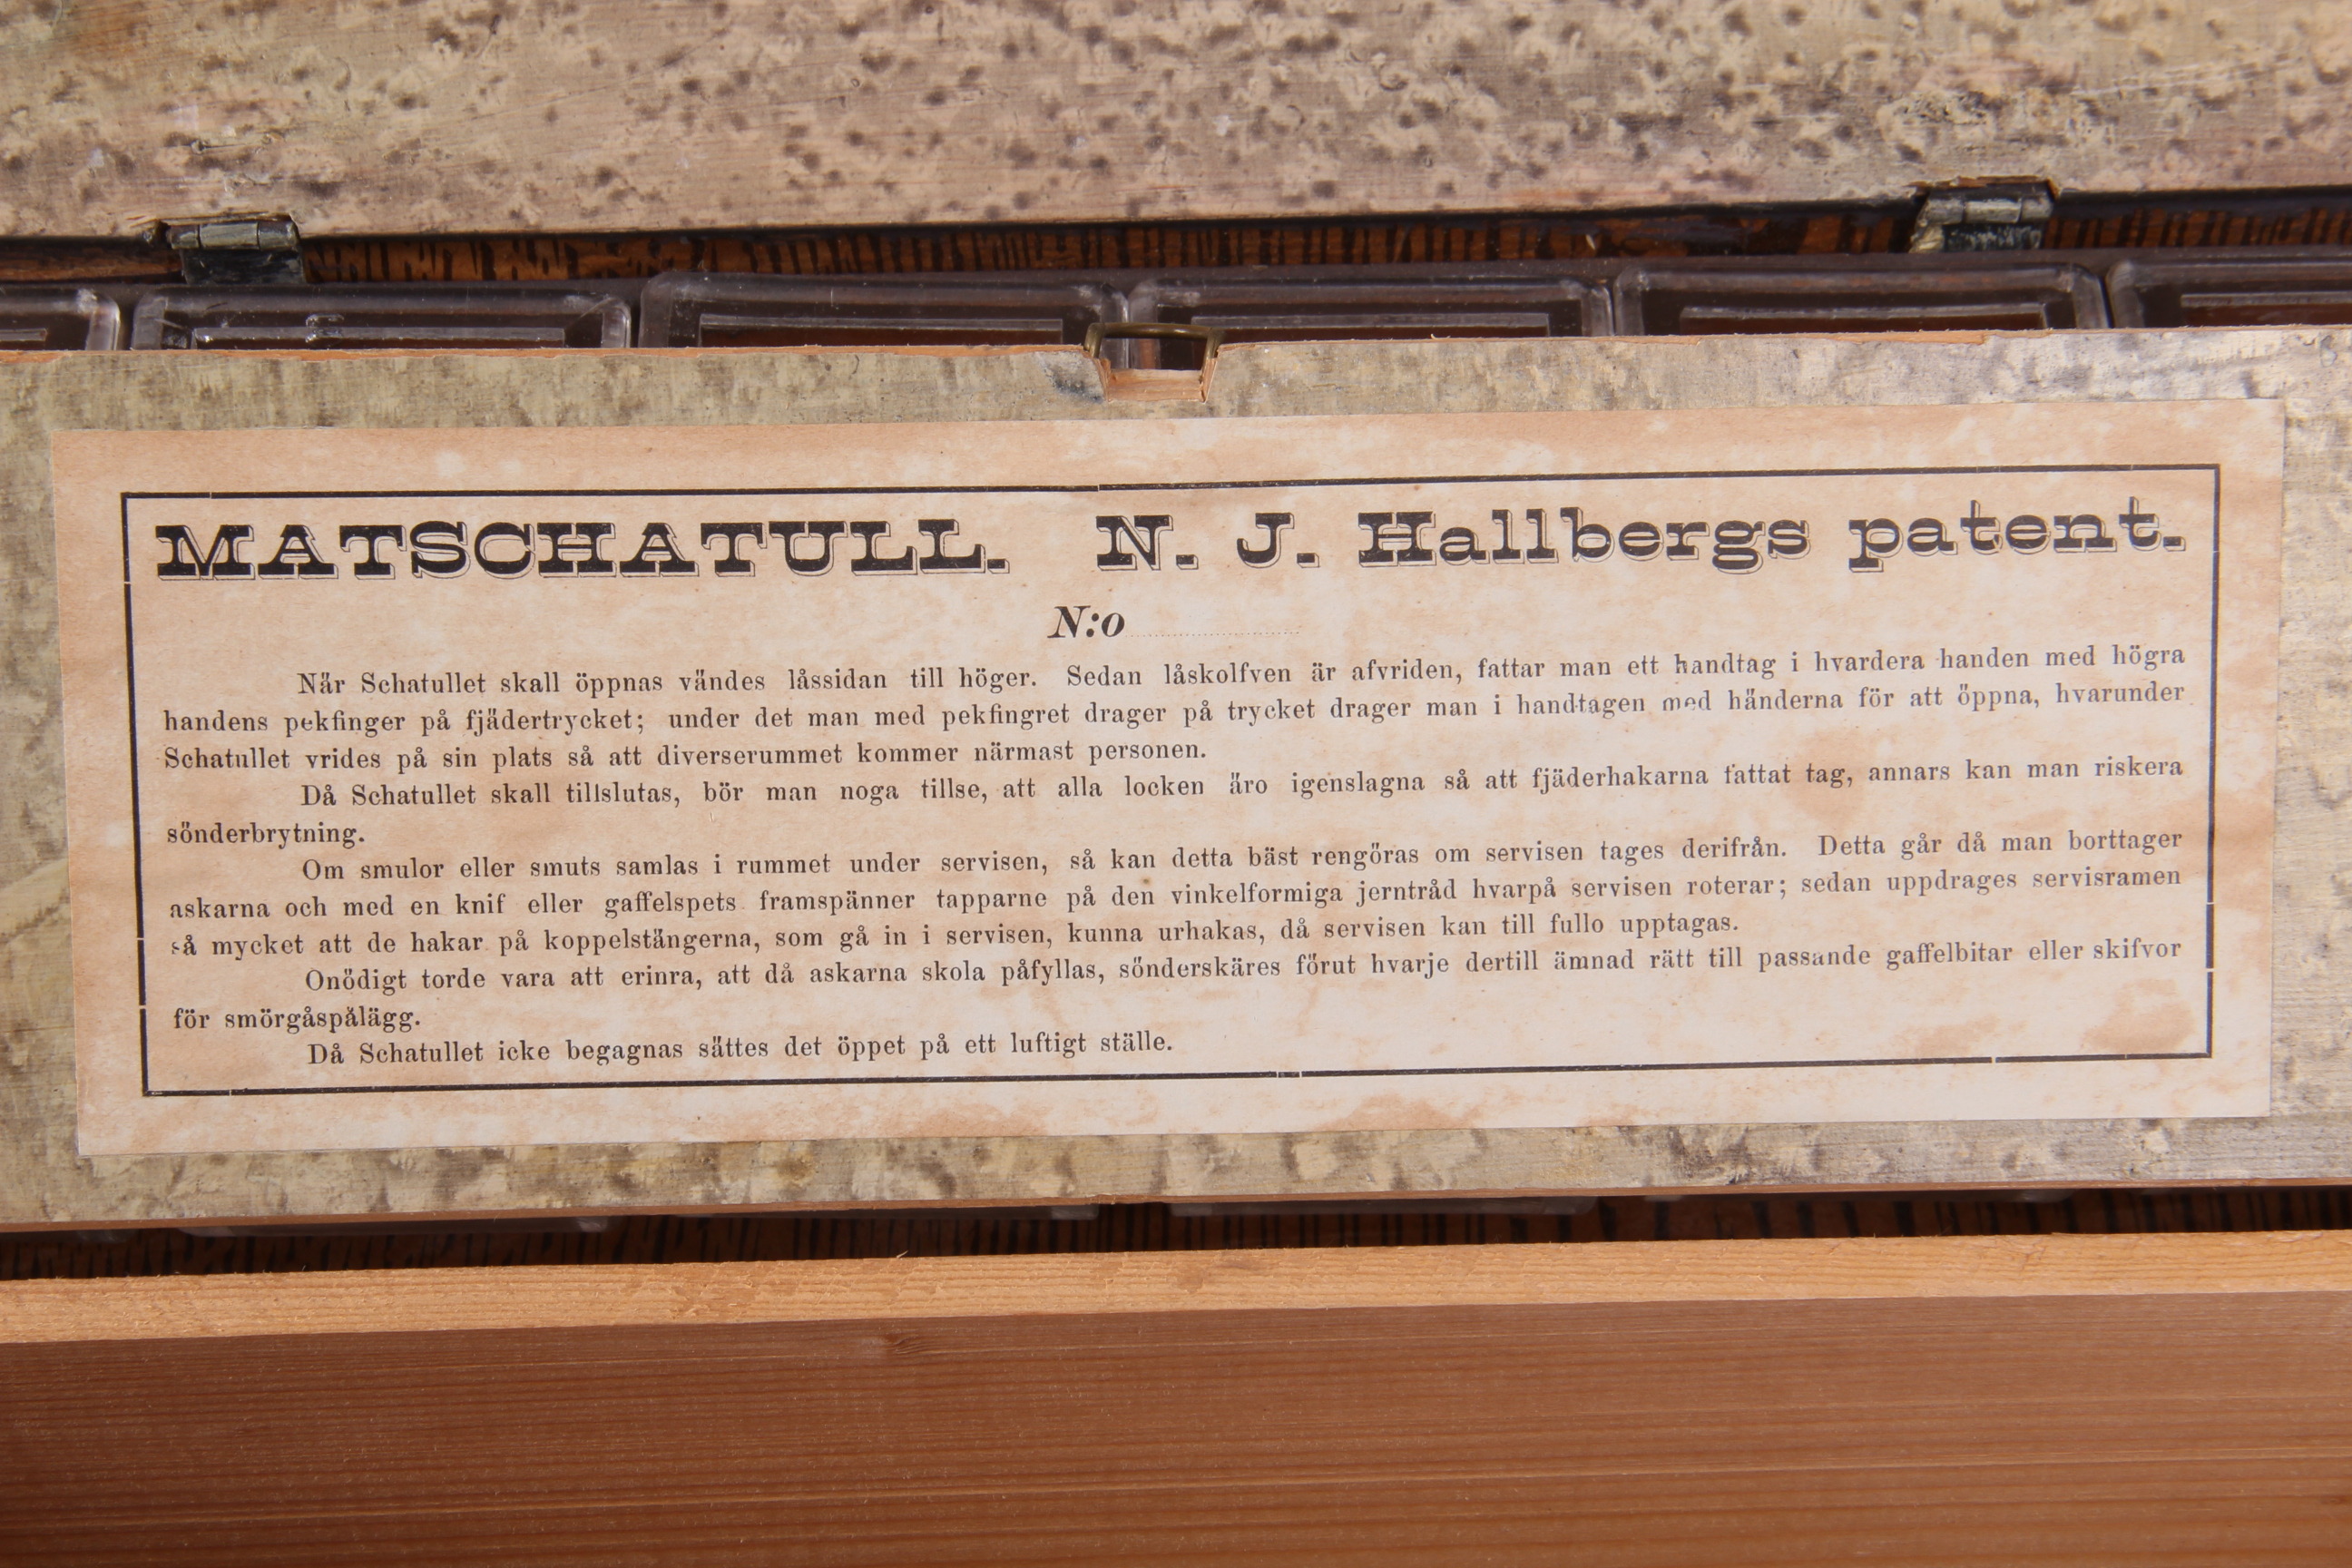 MATSCHATULL. N. J. Hallbergs patent.
N:o
När Schatullet skall öppnas vändes låssidan till höger. Sedan låskolfven är afvriden, fattar man ett handtag i hvardera handen med högra
handens pekfinger på fjädertrycket; under det man med pekfingret drager på trycket drager man i handtagen med händerna för att öppna, hvarunder
Schatullet vrides på sin plats så att diverserummet kommer närmast personen.
Då Schatullet skall tillslutas, bör man noga tillse, att alla locken äro igenslagna så att fjäderhakarna fattat tag, annars kan man riskera
sönderbrytning.
Om smulor eller smuts samlas i rummet under servisen, så kan detta bäst rengöras om servisen tages derifrån. Detta går då man borttager
askarna och med en knif eller gaffelspets framspänner tapparne på den vinkelformiga jerntråd hvarpå servisen roterar; sedan uppdrages servisramen
så mycket att de hakar på koppelstängerna, som gå in i servisen, kunna urhakas, då servisen kan till fullo upptagas.
Onödigt torde vara att erinra, att då askarna skola påfyllas, sönderskäres förut hvarje dertill ämnad rätt till passande gaffelbitar eller skifvor
för smörgåspålägg.
Då Schatullet icke begagnas sättes det öppet på ett luftigt ställe.